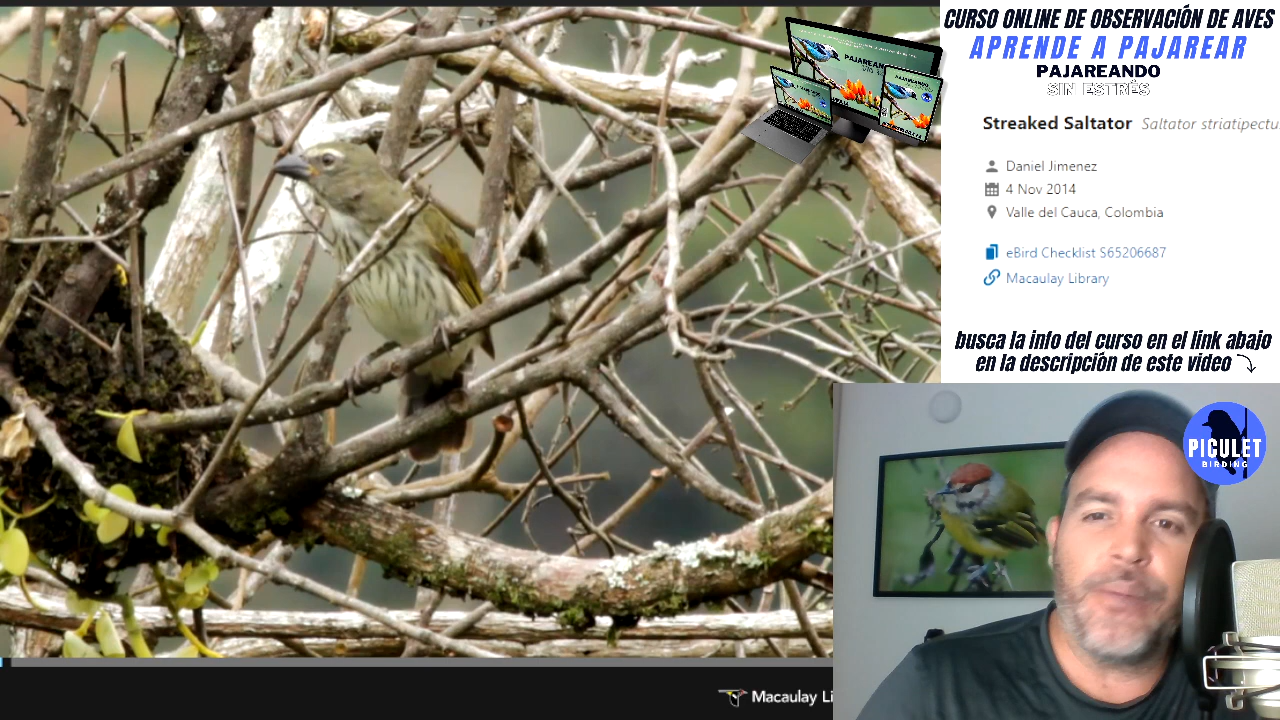 CURSO ONLINE DE OBSERVACIÓN DE AVES
APRENDE A PAJAREAR
PAJAREANDO
SIN ESTRÉS
Streaked Saltator Saltator striatipectu
Daniel Jimenez
4 Nov 2014
Valle del Cauca, Colombia
eBird Checklist S65206687
Macaulay Library
busca la info del curso en el link abajo
en la descripción de este video
PICULET
BIRDING
Macaulay Li